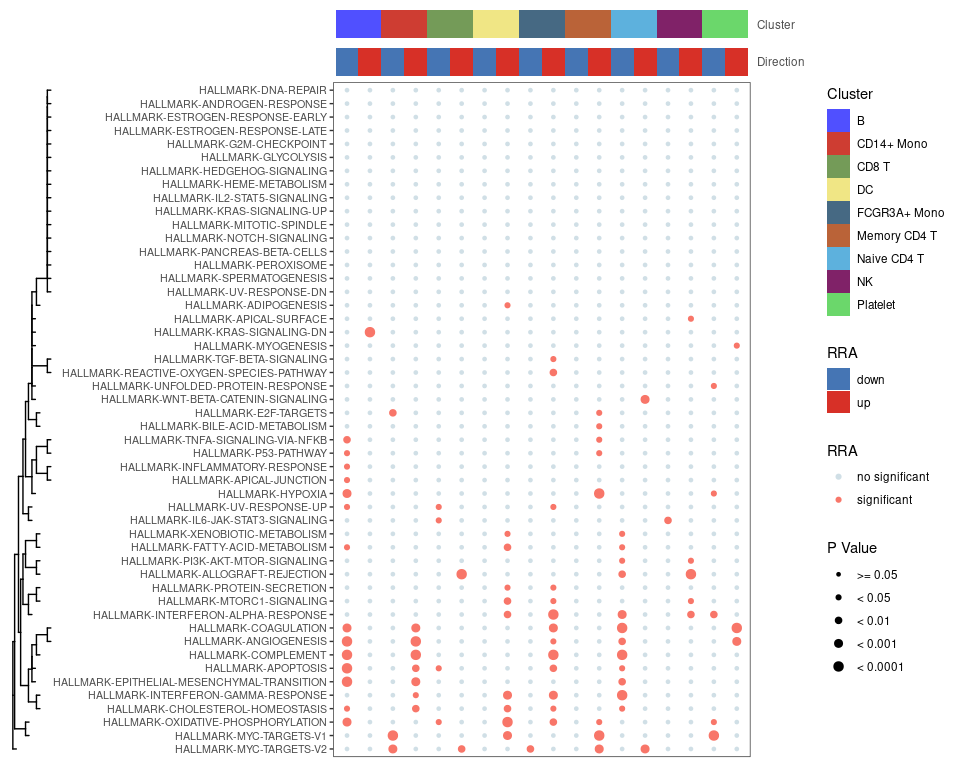 Cluster
Direction
HALLMARK-DNA-REPAIR
HALLMARK-ANDROGEN-RESPONSE
HALLMARK-ESTROGEN-RESPONSE-EARLY
HALLMARK-ESTROGEN-RESPONSE-LATE
HALLMARK-G2M-CHECKPOINT
HALLMARK-GLYCOLYSIS
HALLMARK-HEDGEHOG-SIGNALING
HALLMARK-HEME-METABOLISM
HALLMARK-IL2-STAT5-SIGNALING
HALLMARK-KRAS-SIGNALING-UP
HALLMARK-MITOTIC-SPINDLE
HALLMARK-NOTCH-SIGNALING
HALLMARK-PANCREAS-BETA-CELLS
HALLMARK-PEROXISOME
HALLMARK-SPERMATOGENESIS
HALLMARK-UV-RESPONSE-DN
HALLMARK-ADIPOGENESIS
HALLMARK-APICAL-SURFACE
HALLMARK-KRAS-SIGNALING-DN
HALLMARK-MYOGENESIS
HALLMARK-TGF-BETA-SIGNALING
HALLMARK-REACTIVE-OXYGEN-SPECIES-PATHWAY
HALLMARK-UNFOLDED-PROTEIN-RESPONSE
HALLMARK-WNT-BETA-CATENIN-SIGNALING
HALLMARK-E2F-TARGETS
HALLMARK-BILE-ACID-METABOLISM
HALLMARK-TNFA-SIGNALING-VIA-NFKB
HALLMARK-P53-PATHWAY
HALLMARK-INFLAMMATORY-RESPONSE
HALLMARK-APICAL-JUNCTION
HALLMARK-HYPOXIA
HALLMARK-UV-RESPONSE-UP
HALLMARK-IL6-JAK-STAT3-SIGNALING
HALLMARK-XENOBIOTIC-METABOLISM
HALLMARK-FATTY-ACID-METABOLISM
HALLMARK-PI3K-AKT-MTOR-SIGNALING
HALLMARK-ALLOGRAFT-REJECTION
HALLMARK-PROTEIN-SECRETION
HALLMARK-MTORC1-SIGNALING
HALLMARK-INTERFERON-ALPHA-RESPONSE
HALLMARK-COAGULATION
HALLMARK-ANGIOGENESIS
HALLMARK-COMPLEMENT
HALLMARK-APOPTOSIS
HALLMARK-EPITHELIAL-MESENCHYMAL-TRANSITION
HALLMARK-INTERFERON-GAMMA-RESPONSE
HALLMARK-CHOLESTEROL-HOMEOSTASIS
HALLMARK-OXIDATIVE-PHOSPHORYLATION
HALLMARK-MYC-TARGETS-V1
HALLMARK-MYC-TARGETS-V2
Cluster
B
CD14+ Mono
CD8 T
DC
FCGR3A+ Mono
Memory CD4 T
Naive CD4 T
NK
Platelet
RRA
down
up
RRA
no significant
significant
P Value
>= 0.05
< 0.05
< 0.01
< 0.001
< 0.0001